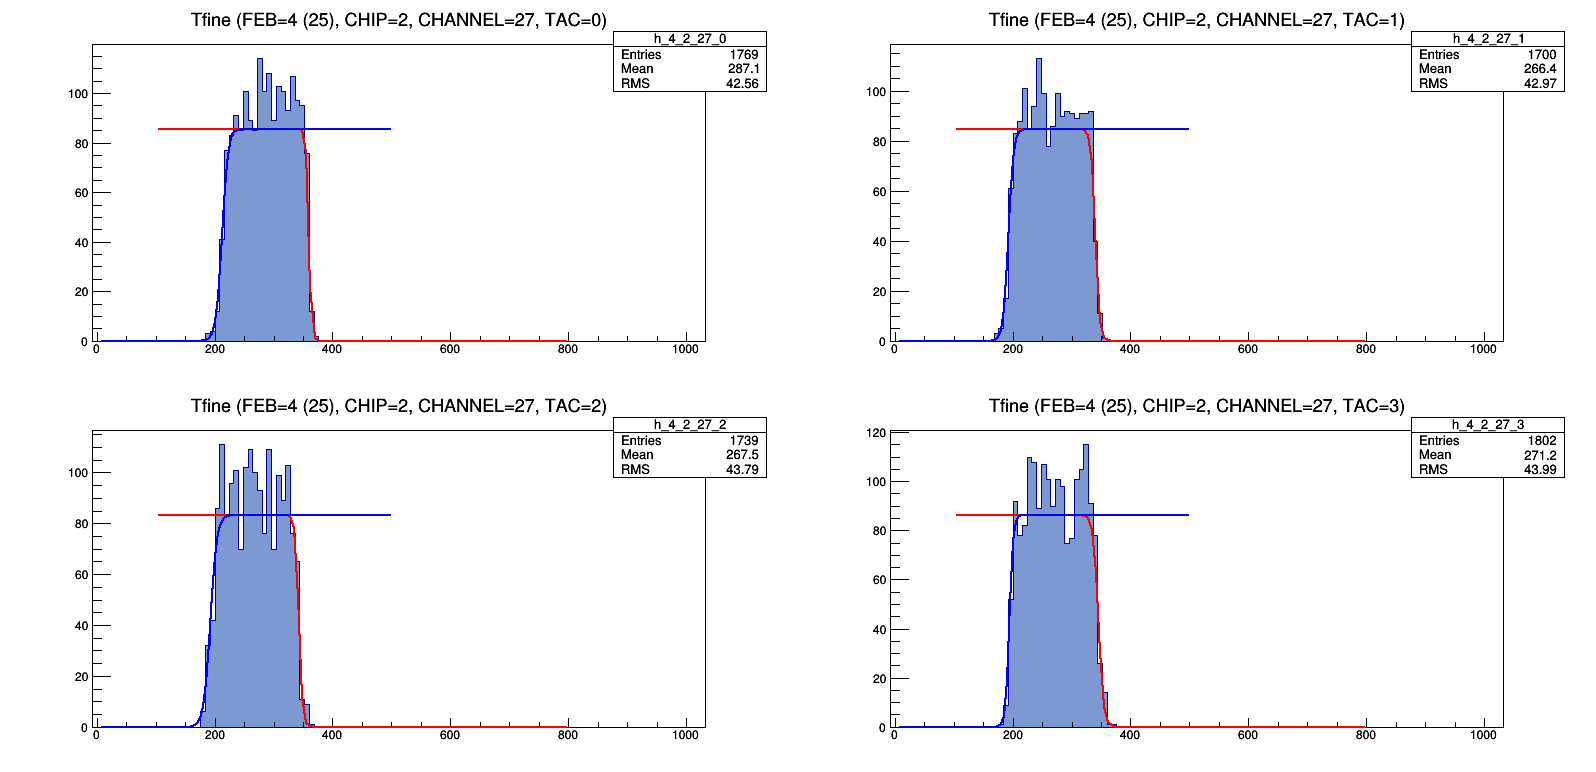 Tfine (FEB=4 (25), CHIP=2, CHANNEL=27, TAC=0)
h_4_2_27_0
Entries 1769
Mean 287.1
RMS 42.56
100
80
60
40
20
0
0 200 400 600 800 1000
Tfine (FEB=4 (25), CHIP=2, CHANNEL=27, TAC=1)
h_4_2_27_1
Entries 1700
Mean 266.4
RMS 42.97
100
80
60
40
20
0
0 200 400 600 800 1000
Tfine (FEB=4 (25), CHIP=2, CHANNEL=27, TAC=2)
h_4_2_27_2
Entries 1739
Mean 267.5
RMS 43.79
100
80
60
40
20
0
0 200 400 600 800 1000
Tfine (FEB=4 (25), CHIP=2, CHANNEL=27, TAC=3)
h_4_2_27_3
Entries 1802
Mean 271.2
RMS 43.99
120
100
80
60
40
20
0
0 200 400 600 800 1000